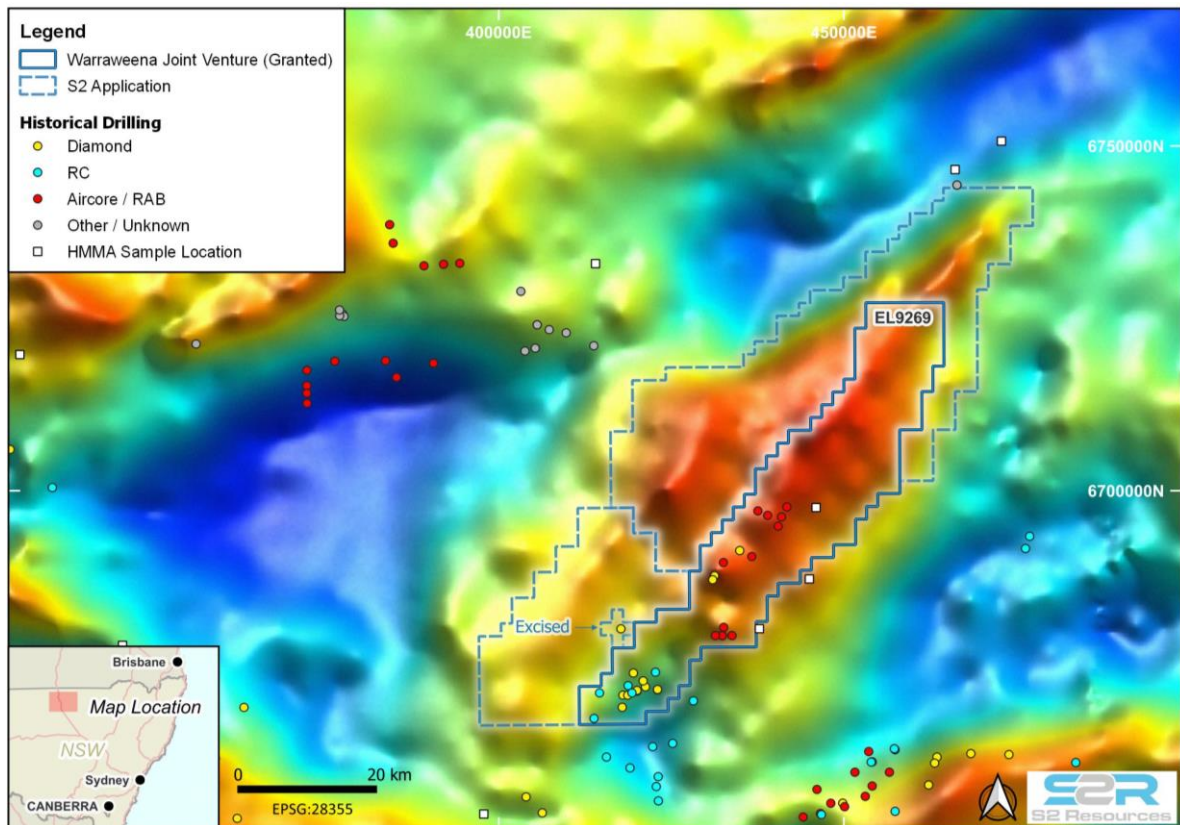 Legend
Warraweena Joint Venture (Granted)
S2 Application
Historical Drilling
Diamond
RC
Aircore / RAB
Other / Unknown
HMMA Sample Location
400000E
450000E
6750000N
EL9269
6700000N
Excised
Brisbane
Map Location
NSW
Sydney
CANBERRA
0
20 km
EPSG:28355
S2R
S2 Resources